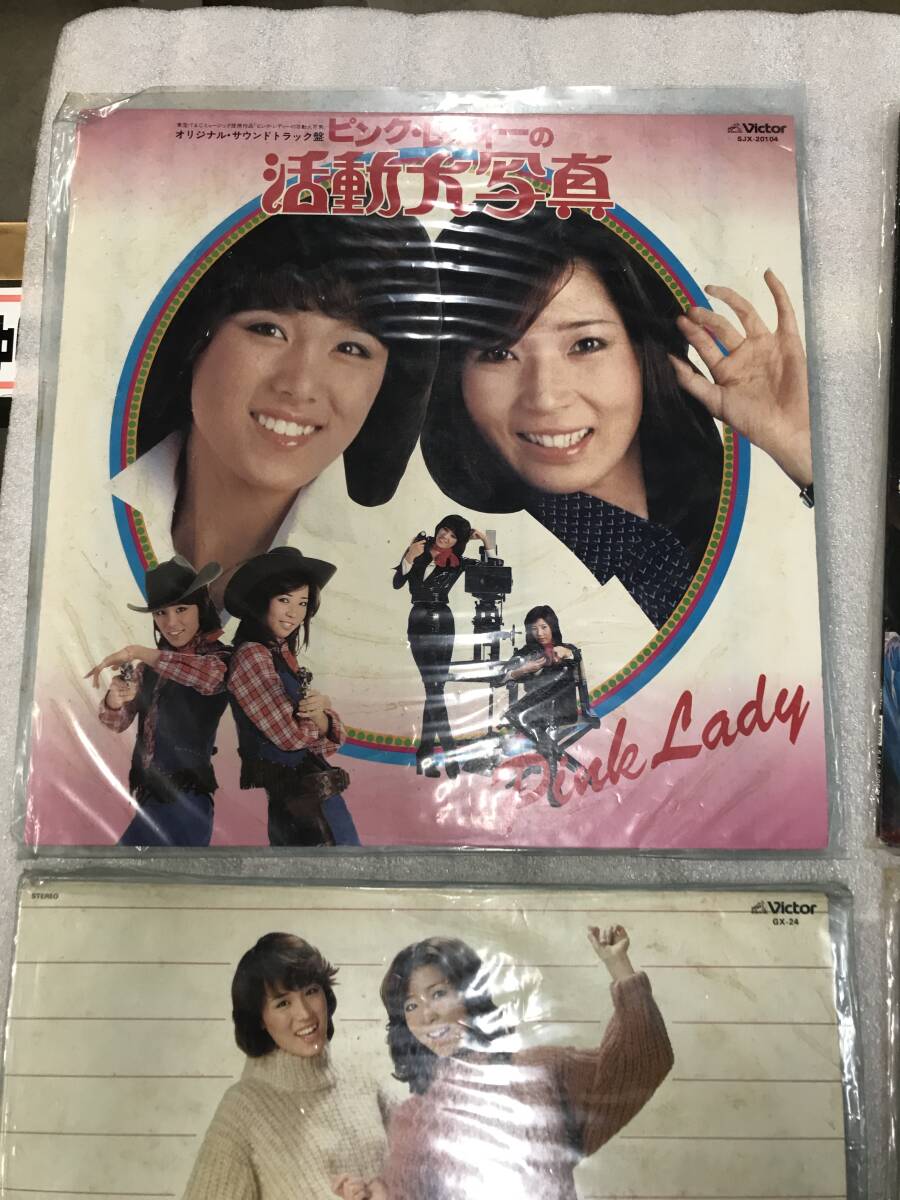 オリジナル・サウンドトラック盤
ピンク・レディーの
活動大写真
Victor
SJX-20104
Pink Lady
STEREO
Victor
GX-24